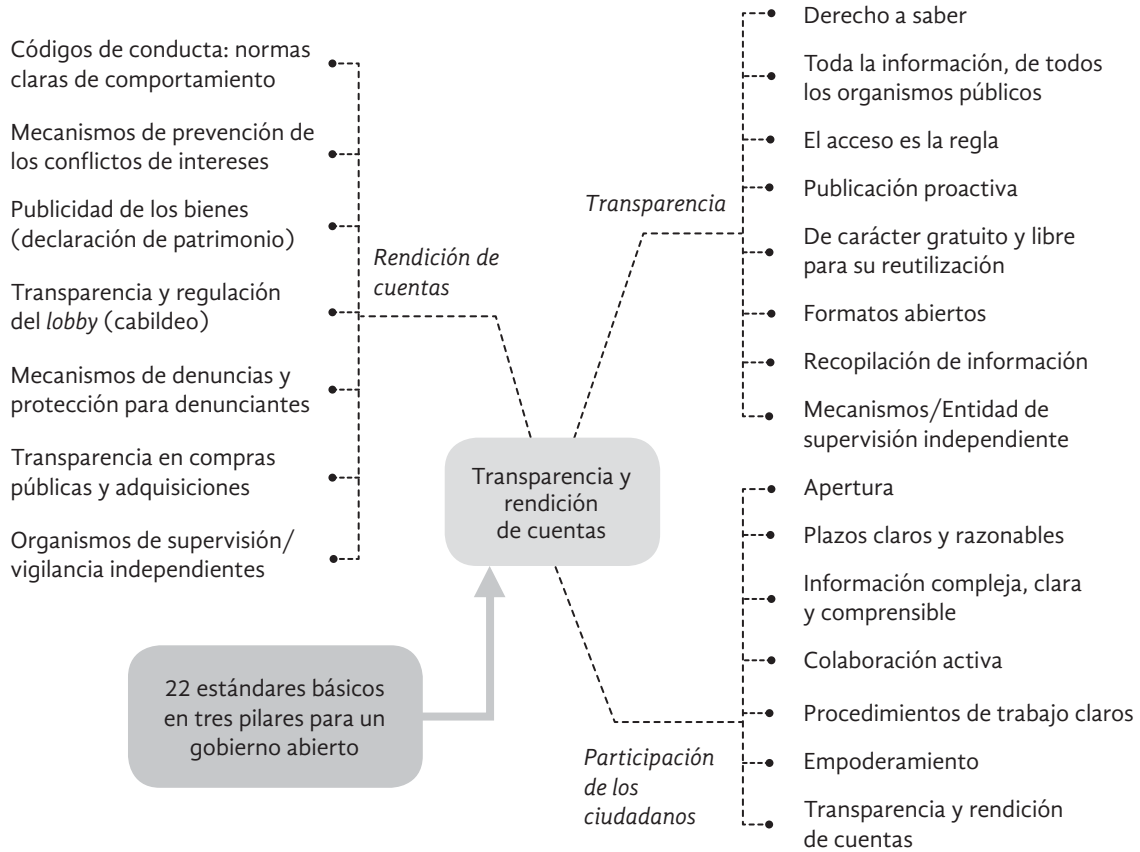 Códigos de conducta: normas
claras de comportamiento
Mecanismos de prevención de
los conflictos de intereses
Publicidad de los bienes
(declaración de patrimonio)
Transparencia y regulación
del lobby (cabildeo)
Mecanismos de denuncias y
protección para denunciantes
Transparencia en compras
públicas y adquisiciones
Organismos de supervisión/
vigilancia independientes
Rendición de
cuentas
Transparencia y
rendición
de cuentas
22 estándares básicos
en tres pilares para un
gobierno abierto
Transparencia
Derecho a saber
Toda la información, de todos
los organismos públicos
El acceso es la regla
Publicación proactiva
De carácter gratuito y libre
para su reutilización
Formatos abiertos
Recopilación de información
Mecanismos/Entidad de
supervisión independiente
Participación
de los
ciudadanos
Apertura
Plazos claros y razonables
Información compleja, clara
y comprensible
Colaboración activa
Procedimientos de trabajo claros
Empoderamiento
Transparencia y rendición
de cuentas